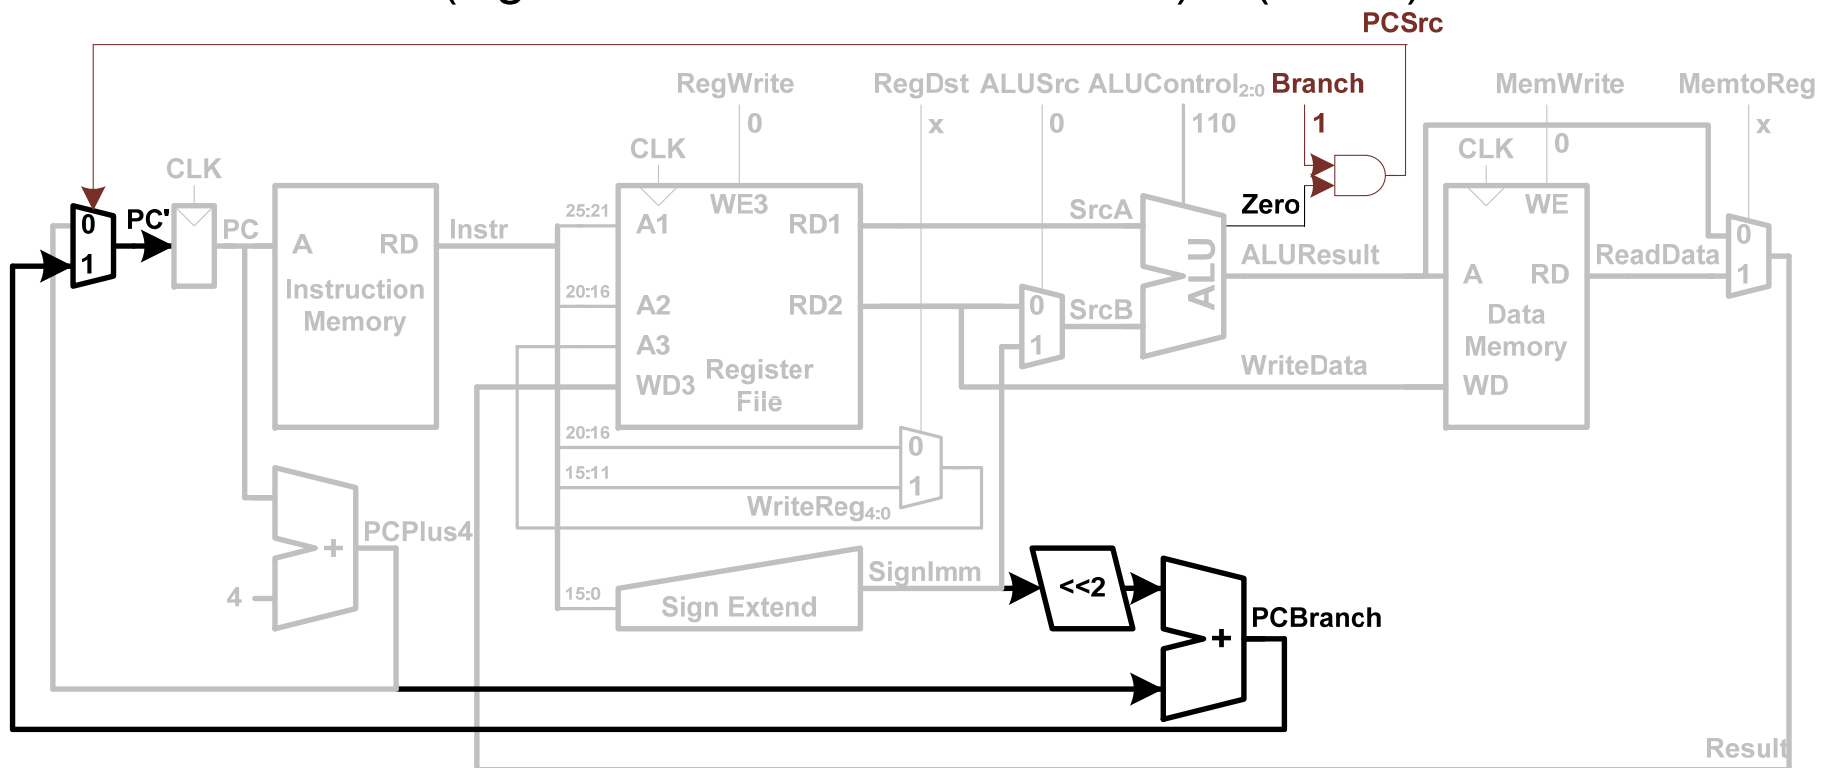 PCSrc
RegWrite RegDst ALUSrc ALUControl2:0 Branch MemWrite MemtoReg
0 x 0 110 1 0 x
CLK CLK CLK
0 PC' PC
1
A RD
Instruction
Memory
Instr
25:21
20:16
A1 WE3 RD1
A2 RD2
A3
WD3 Register
File
SrcA
0 SrcB
1
ALU
Zero
ALUResult
WriteData
WE
A RD
Data
Memory
WD
ReadData
0
1
20:16
15:11
0
1
WriteReg4:0
PCPlus4
+
4
15:0
Sign Extend
SignImm
<<2
+
PCBranch
Result